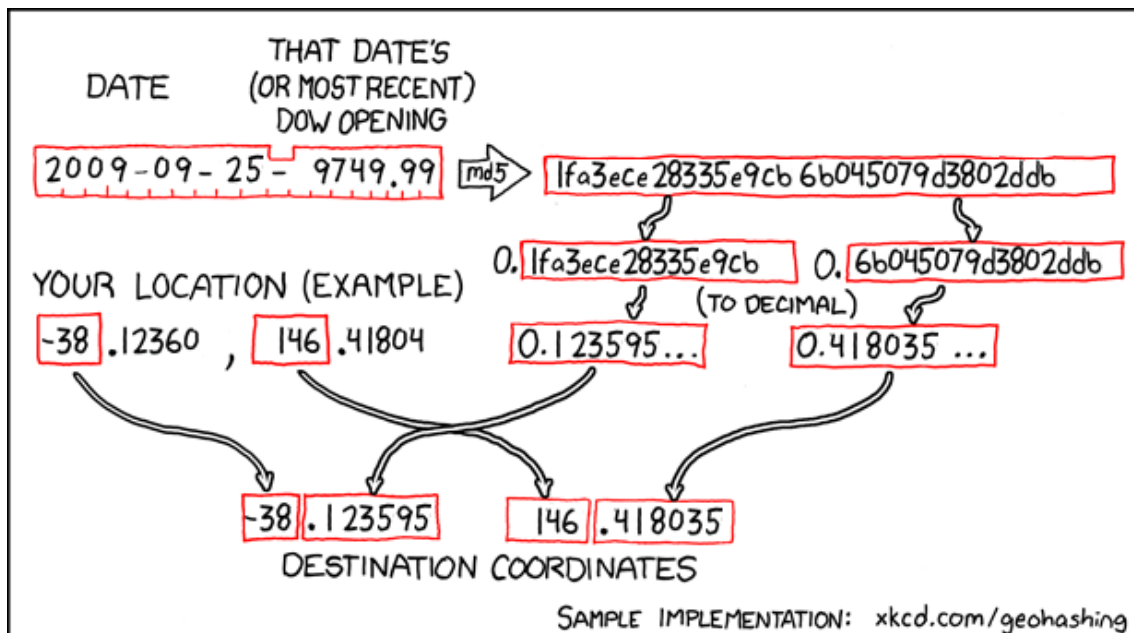 THAT DATE'S
DATE (OR MOST RECENT)
DOW OPENING
2009-09-25- 9749.99 md5 1fa3ece28335e9cb6b045079d3802ddb
0.1fa3ece28335e9cb 0.6b045079d3802ddb
YOUR LOCATION (EXAMPLE) (TO DECIMAL)
-38.12360, 146.41804 0.123595... 0.418035...
-38.123595 146.418035
DESTINATION COORDINATES
SAMPLE IMPLEMENTATION: xkcd.com/geohashing